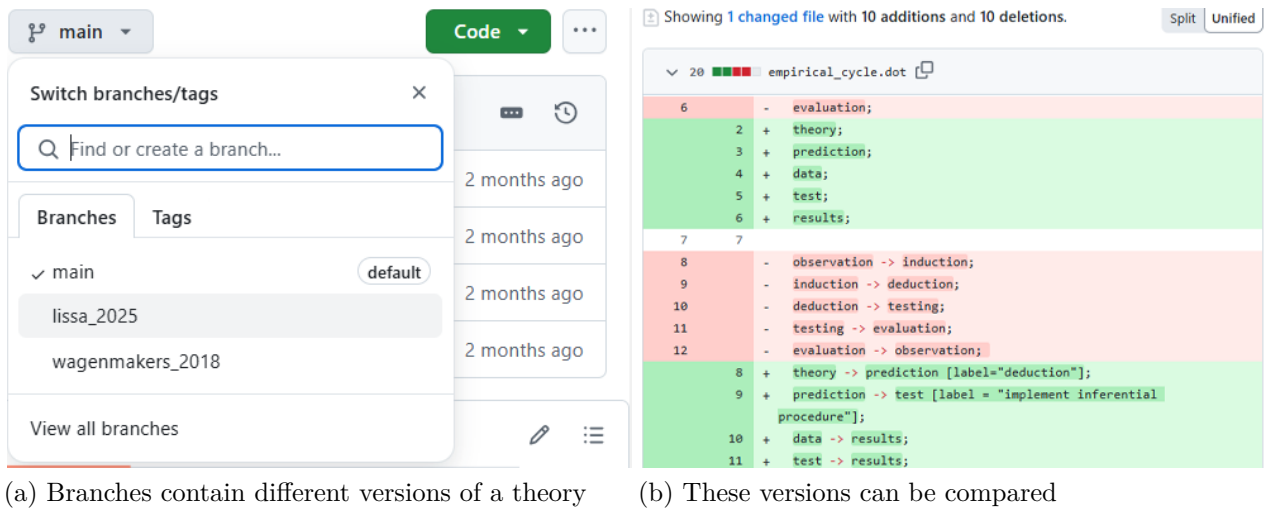 main
Code
Switch branches/tags
Find or create a branch...
2 months ago
Branches Tags
2 months ago
main default
2 months ago
lissa_2025
2 months ago
wagenmakers_2018
View all branches
(a) Branches contain different versions of a theory
Showing 1 changed file with 10 additions and 10 deletions.
Split Unified
20 empirical_cycle.dot
6 - evaluation;
2 + theory;
3 + prediction;
4 + data;
5 + test;
6 + results;
7 7
8 - observation -> induction;
9 - induction -> deduction;
10 - deduction -> testing;
11 - testing -> evaluation;
12 - evaluation -> observation;
8 + theory -> prediction [label="deduction"];
9 + prediction -> test [label = "implement inferential
procedure"];
10 + data -> results;
11 + test -> results;
(b) These versions can be compared